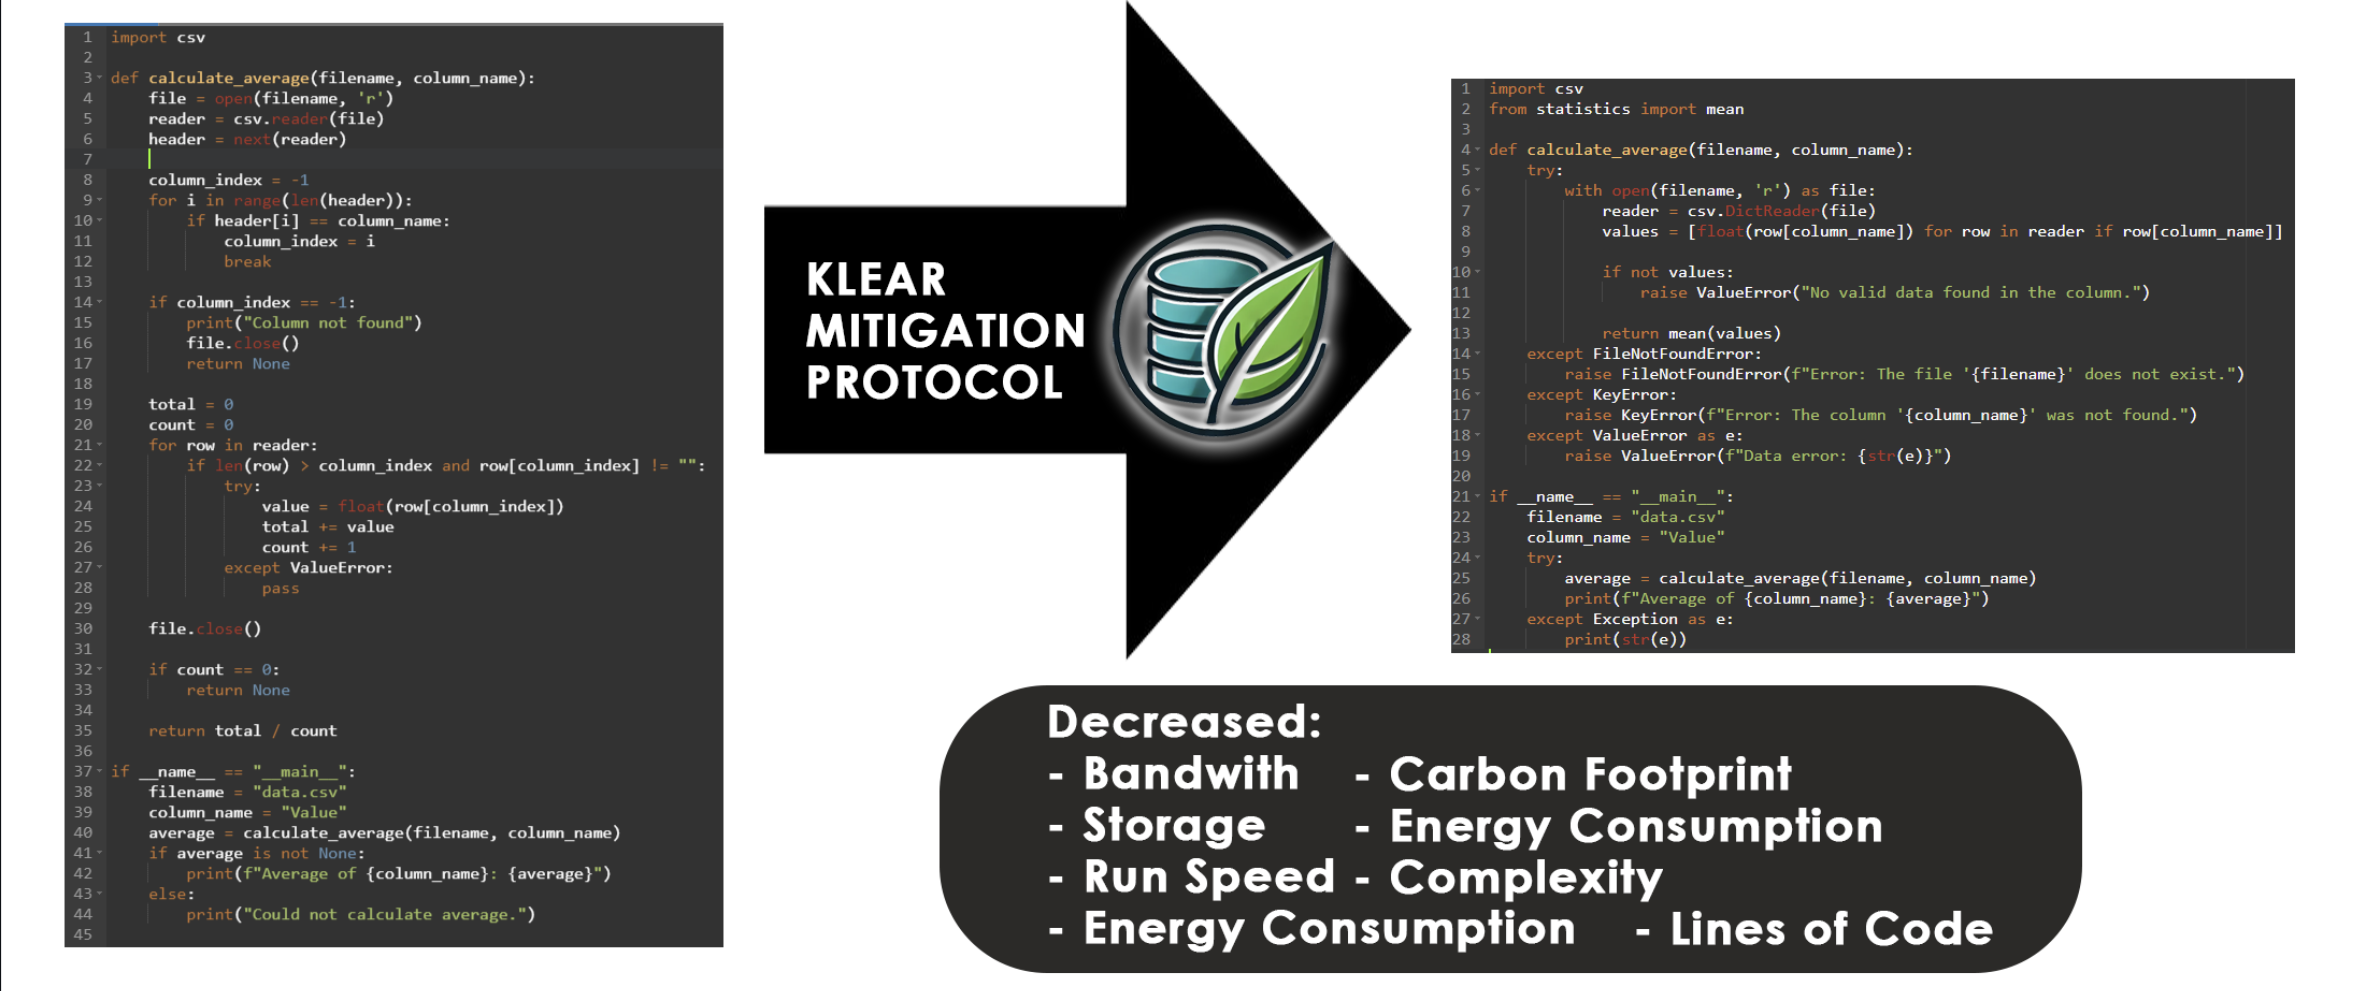 1 import csv
2
3 def calculate_average(filename, column_name):
4     file = open(filename, 'r')
5     reader = csv.reader(file)
6     header = next(reader)
7
8     column_index = -1
9     for i in range(len(header)):
10         if header[i] == column_name:
11             column_index = i
12             break
13
14     if column_index == -1:
15         print("Column not found")
16         file.close()
17         return None
18
19     total = 0
20     count = 0
21     for row in reader:
22         if len(row) > column_index and row[column_index] != "":
23             try:
24                 value = float(row[column_index])
25                 total += value
26                 count += 1
27             except ValueError:
28                 pass
29
30     file.close()
31
32     if count == 0:
33         return None
34
35     return total / count
36
37 if __name__ == "__main__":
38     filename = "data.csv"
39     column_name = "Value"
40     average = calculate_average(filename, column_name)
41     if average is not None:
42         print(f"Average of {column_name}: {average}")
43     else:
44         print("Could not calculate average.")
45
KLEAR
MITIGATION
PROTOCOL
1 import csv
2 from statistics import mean
3
4 def calculate_average(filename, column_name):
5     try:
6         with open(filename, 'r') as file:
7             reader = csv.DictReader(file)
8             values = [float(row[column_name]) for row in reader if row[column_name]]
9
10             if not values:
11                 raise ValueError("No valid data found in the column.")
12
13             return mean(values)
14     except FileNotFoundError:
15         raise FileNotFoundError(f"Error: The file '{filename}' does not exist.")
16     except KeyError:
17         raise KeyError(f"Error: The column '{column_name}' was not found.")
18     except ValueError as e:
19         raise ValueError(f"Data error: {str(e)}")
20
21 if __name__ == "__main__":
22     filename = "data.csv"
23     column_name = "Value"
24     try:
25         average = calculate_average(filename, column_name)
26         print(f"Average of {column_name}: {average}")
27     except Exception as e:
28         print(str(e))
Decreased:
- Bandwith - Carbon Footprint
- Storage - Energy Consumption
- Run Speed - Complexity
- Energy Consumption - Lines of Code